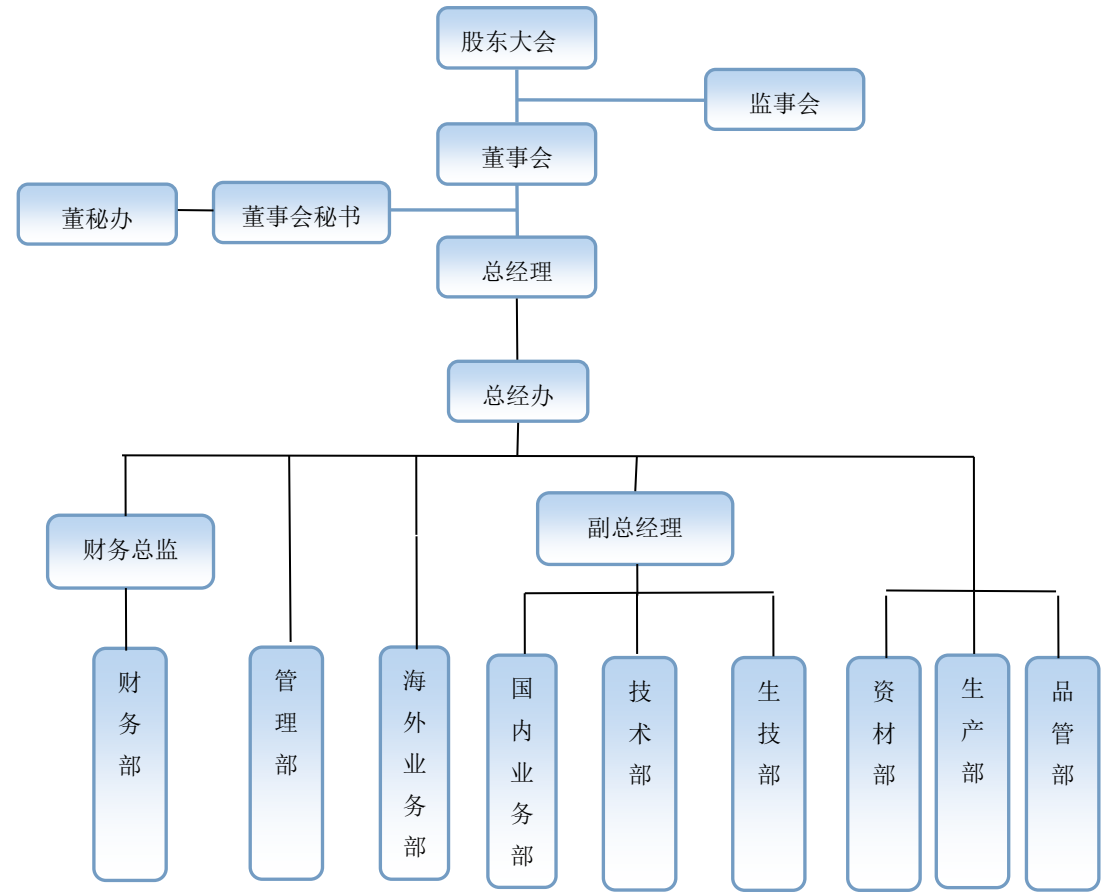 股东大会
监事会
董事会
董秘办
董事会秘书
总经理
总经办
财务总监
副总经理
财务部
管理部
海外业务部
国内业务部
技术部
生技部
资材部
生产部
品管部